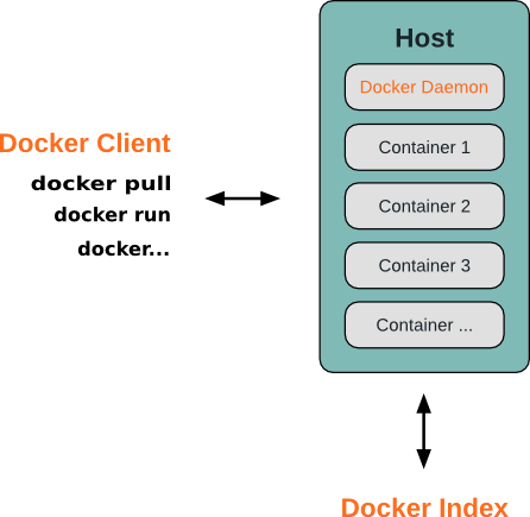 Host
Docker Daemon
Docker Client
docker pull
docker run
docker...
Container 1
Container 2
Container 3
Container ...
Docker Index